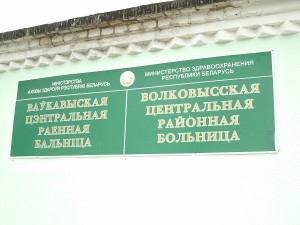 МІНІСТЭРСТВА
АХОВЫ ЗДАРОЎЯ РЭСПУБЛІКІ БЕЛАРУСЬ
ВАЎКАВЫСКАЯ
ЦЭНТРАЛЬНАЯ
РАЁННАЯ
БАЛЬНІЦА
МИНИСТЕРСТВО ЗДРАВООХРАНЕНИЯ
РЕСПУБЛИКИ БЕЛАРУСЬ
ВОЛКОВЫССКАЯ
ЦЕНТРАЛЬНАЯ
РАЙОННАЯ
БОЛЬНИЦА